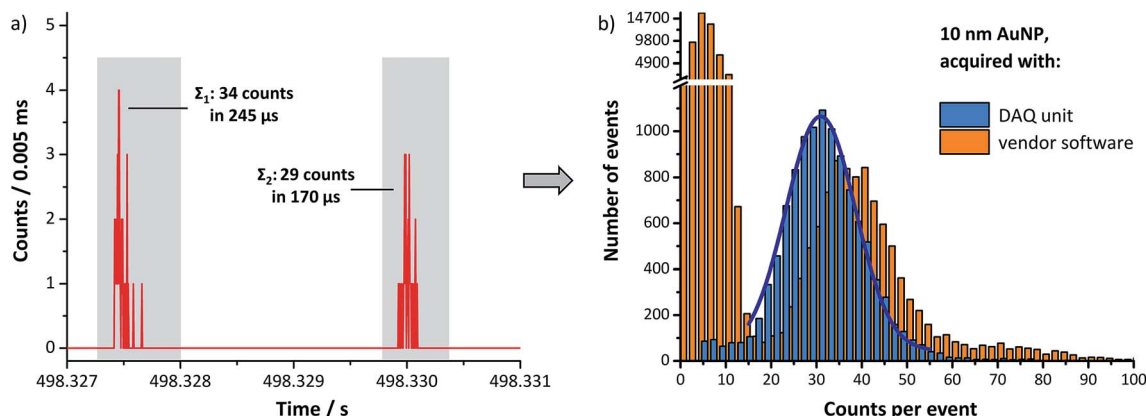 a)
Counts / 0.005 ms
5
4
3
2
1
0
Σ₁: 34 counts
in 245 µs
Σ₂: 29 counts
in 170 µs
498.327 498.328 498.329 498.330 498.331
Time / s
b)
Number of events
14700
9800
4900
1000
800
600
400
200
0
10 nm AuNP,
acquired with:
DAQ unit
vendor software
0 10 20 30 40 50 60 70 80 90 100
Counts per event